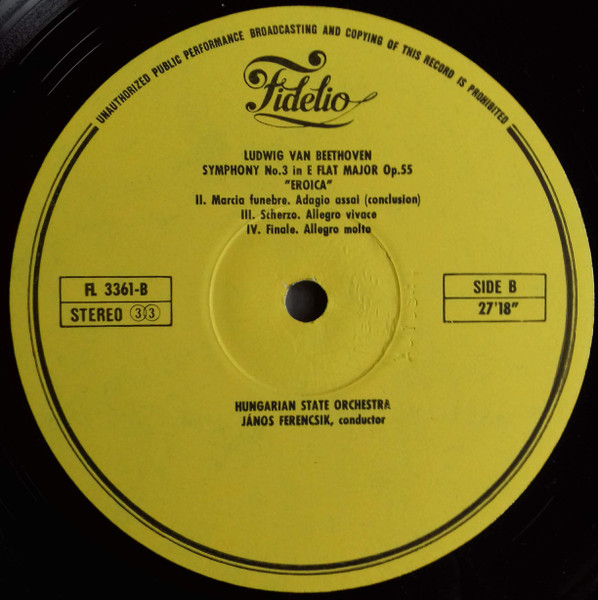 UNAUTHORIZED PUBLIC PERFORMANCE BROADCASTING AND COPYING OF THIS RECORD IS PROHIBITED
Fidelio
LUDWIG VAN BEETHOVEN
SYMPHONY No.3 in E FLAT MAJOR Op.55
"EROICA"
II. Marcia funebre. Adagio assai (conclusion)
III. Scherzo. Allegro vivace
IV. Finale. Allegro molto
FL 3361-B
STEREO 33
SIDE B
27'18"
HUNGARIAN STATE ORCHESTRA
JÁNOS FERENCSIK, conductor